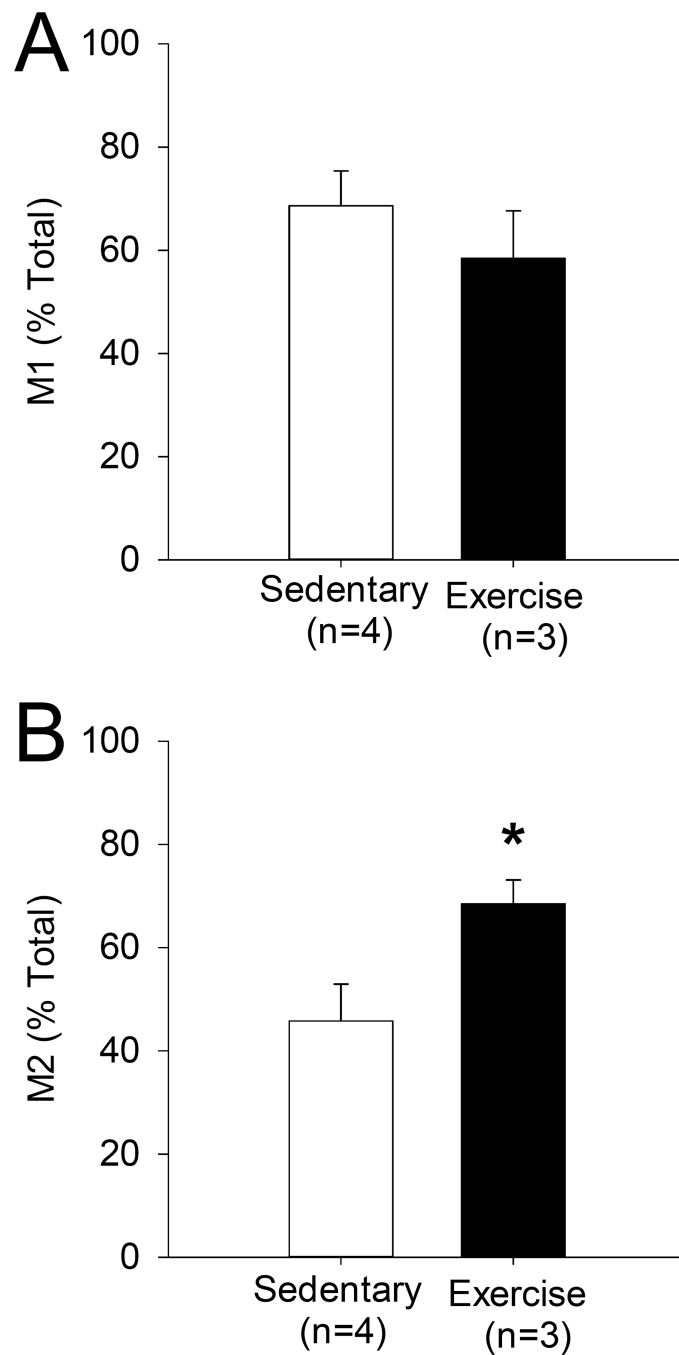 A
100
80
60
40
20
0
M1 (% Total)
Sedentary Exercise
(n=4) (n=3)
B
100
80
60
40
20
0
M2 (% Total)
*
Sedentary Exercise
(n=4) (n=3)